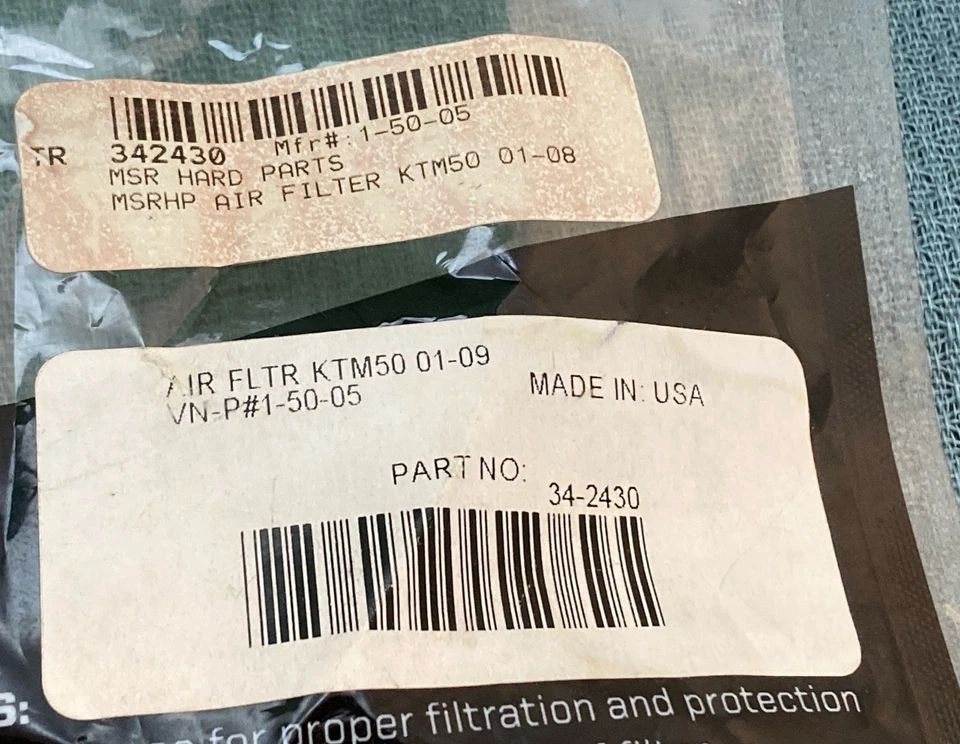 Mfr#: 1-50-05
TR 342430
MSR HARD PARTS
MSRHP AIR FILTER KTM50 01-08
AIR FLTR KTM50 01-09
VN-P#1-50-05
MADE IN: USA
PART NO:
34-2430
S:
for proper filtration and protection